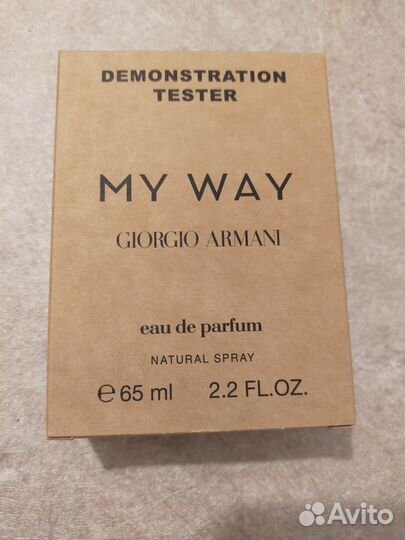 DEMONSTRATION
TESTER
MY WAY
GIORGIO ARMANI
eau de parfum
NATURAL SPRAY
℮ 65 ml 2.2 FL.OZ.
Avito